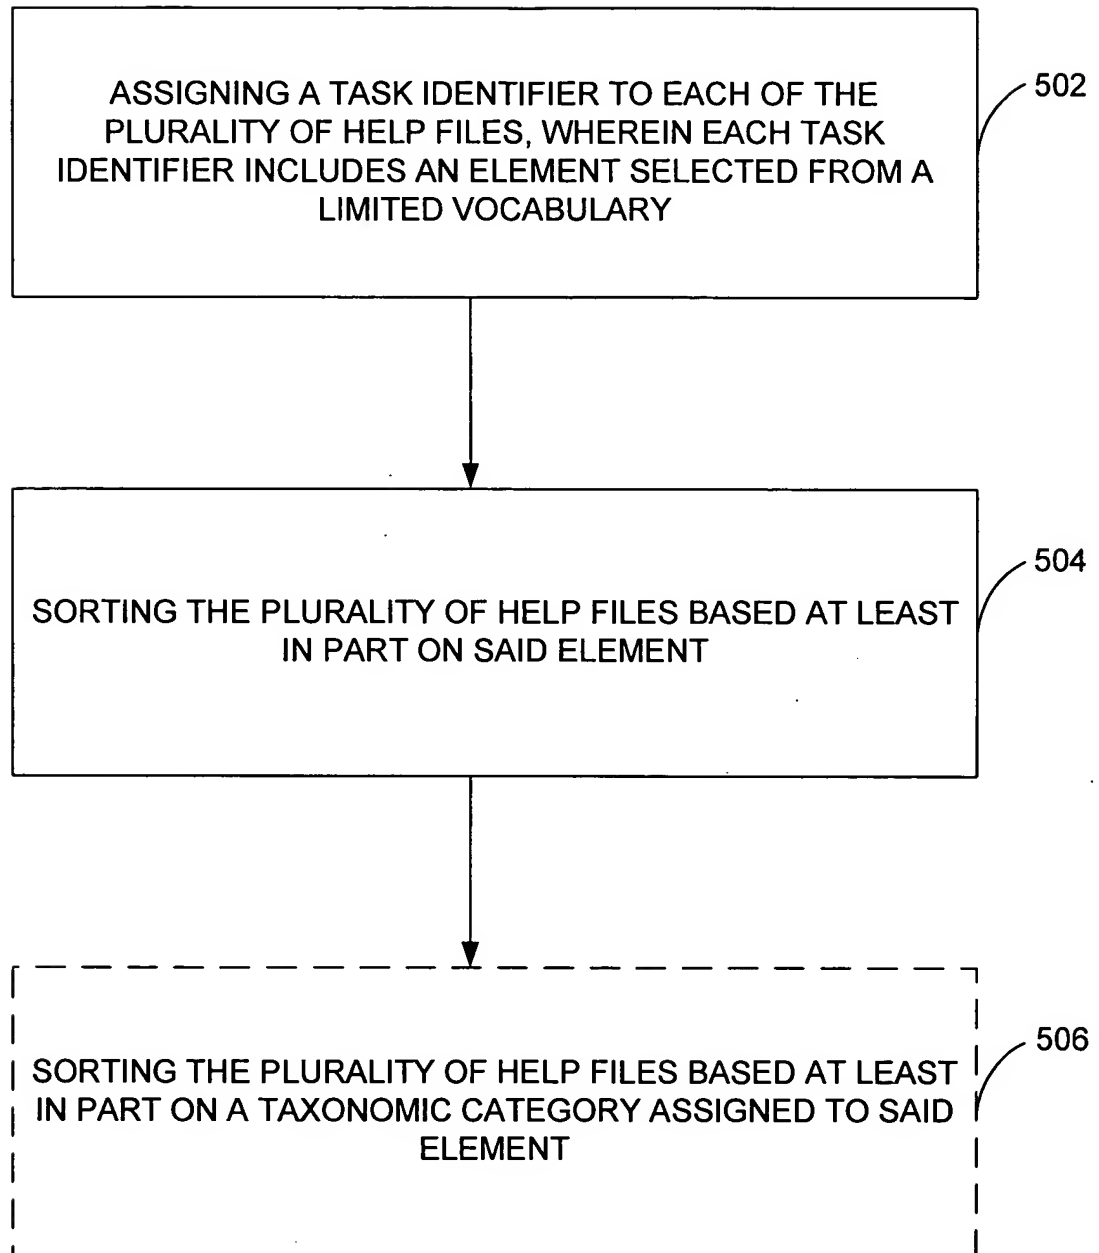 ASSIGNING A TASK IDENTIFIER TO EACH OF THE
PLURALITY OF HELP FILES, WHEREIN EACH TASK
IDENTIFIER INCLUDES AN ELEMENT SELECTED FROM A
LIMITED VOCABULARY
502
SORTING THE PLURALITY OF HELP FILES BASED AT LEAST
IN PART ON SAID ELEMENT
504
SORTING THE PLURALITY OF HELP FILES BASED AT LEAST
IN PART ON A TAXONOMIC CATEGORY ASSIGNED TO SAID
ELEMENT
506